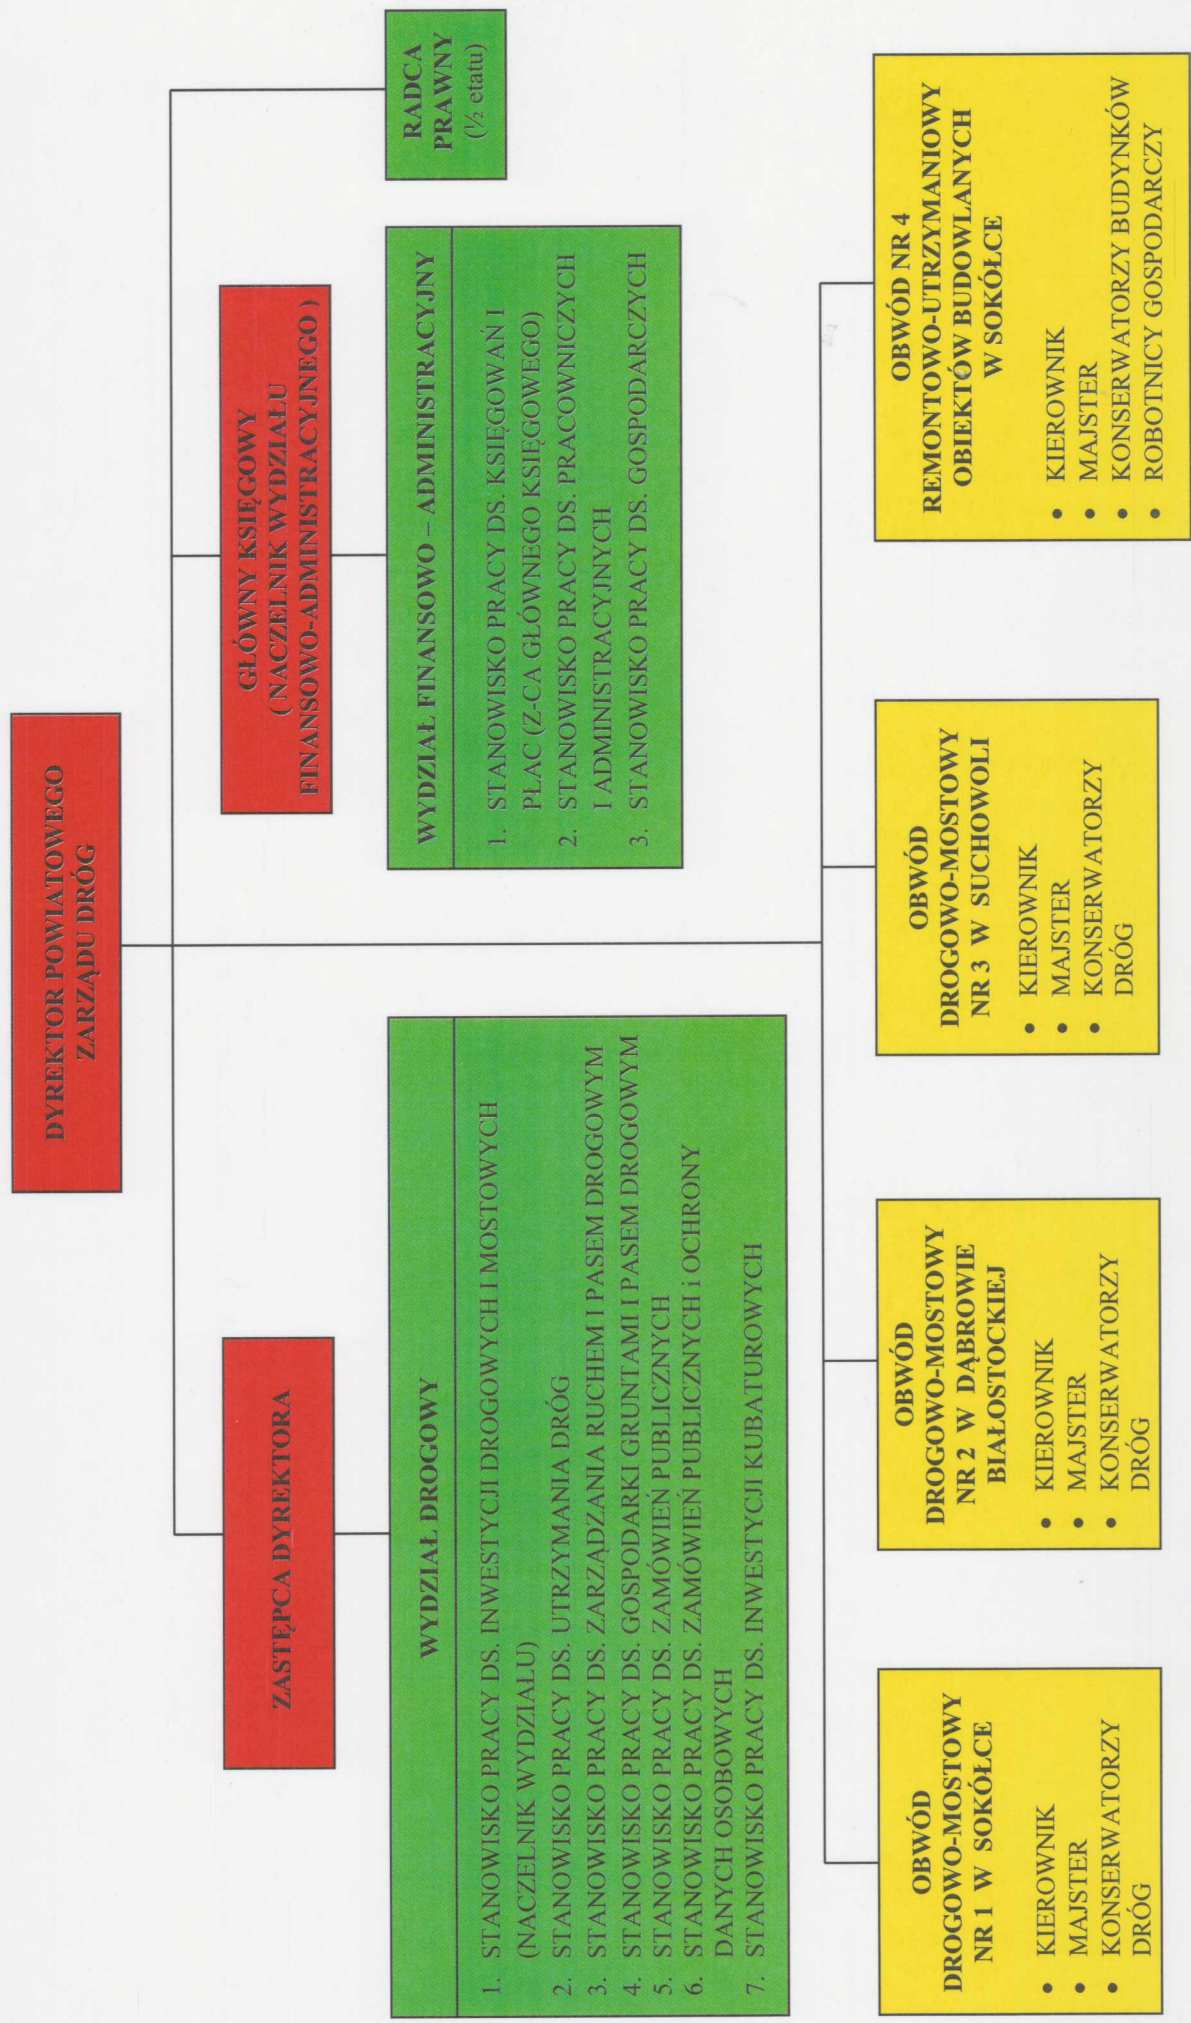 DYREKTOR POWIATOWEGO
ZARZĄDU DRÓG
ZASTĘPCA DYREKTORA
GŁÓWNY KSIĘGOWY
( NACZELNIK WYDZIAŁU
FINANSOWO-ADMINISTRACYJNEGO )
RADCA
PRAWNY
(½ etatu)
WYDZIAŁ DROGOWY
1. STANOWISKO PRACY DS. INWESTYCJI DROGOWYCH I MOSTOWYCH
(NACZELNIK WYDZIAŁU)
2. STANOWISKO PRACY DS. UTRZYMANIA DRÓG
3. STANOWISKO PRACY DS. ZARZĄDZANIA RUCHEM I PASEM DROGOWYM
4. STANOWISKO PRACY DS. GOSPODARKI GRUNTAMI I PASEM DROGOWYM
5. STANOWISKO PRACY DS. ZAMÓWIEŃ PUBLICZNYCH
6. STANOWISKO PRACY DS. ZAMÓWIEŃ PUBLICZNYCH i OCHRONY
DANYCH OSOBOWYCH
7. STANOWISKO PRACY DS. INWESTYCJI KUBATUROWYCH
WYDZIAŁ FINANSOWO – ADMINISTRACYJNY
1. STANOWISKO PRACY DS. KSIĘGOWAŃ I
PŁAC (Z-CA GŁÓWNEGO KSIĘGOWEGO)
2. STANOWISKO PRACY DS. PRACOWNICZYCH
I ADMINISTRACYJNYCH
3. STANOWISKO PRACY DS. GOSPODARCZYCH
OBWÓD
DROGOWO-MOSTOWY
NR 1 W SOKÓŁCE
• KIEROWNIK
• MAJSTER
• KONSERWATORZY
DRÓG
OBWÓD
DROGOWO-MOSTOWY
NR 2 W DĄBROWIE
BIAŁOSTOCKIEJ
• KIEROWNIK
• MAJSTER
• KONSERWATORZY
DRÓG
OBWÓD
DROGOWO-MOSTOWY
NR 3 W SUCHOWOLI
• KIEROWNIK
• MAJSTER
• KONSERWATORZY
DRÓG
OBWÓD NR 4
REMONTOWO-UTRZYMANIOWY
OBIEKTÓW BUDOWLANYCH
W SOKÓŁCE
• KIEROWNIK
• MAJSTER
• KONSERWATORZY BUDYNKÓW
• ROBOTNICY GOSPODARCZY